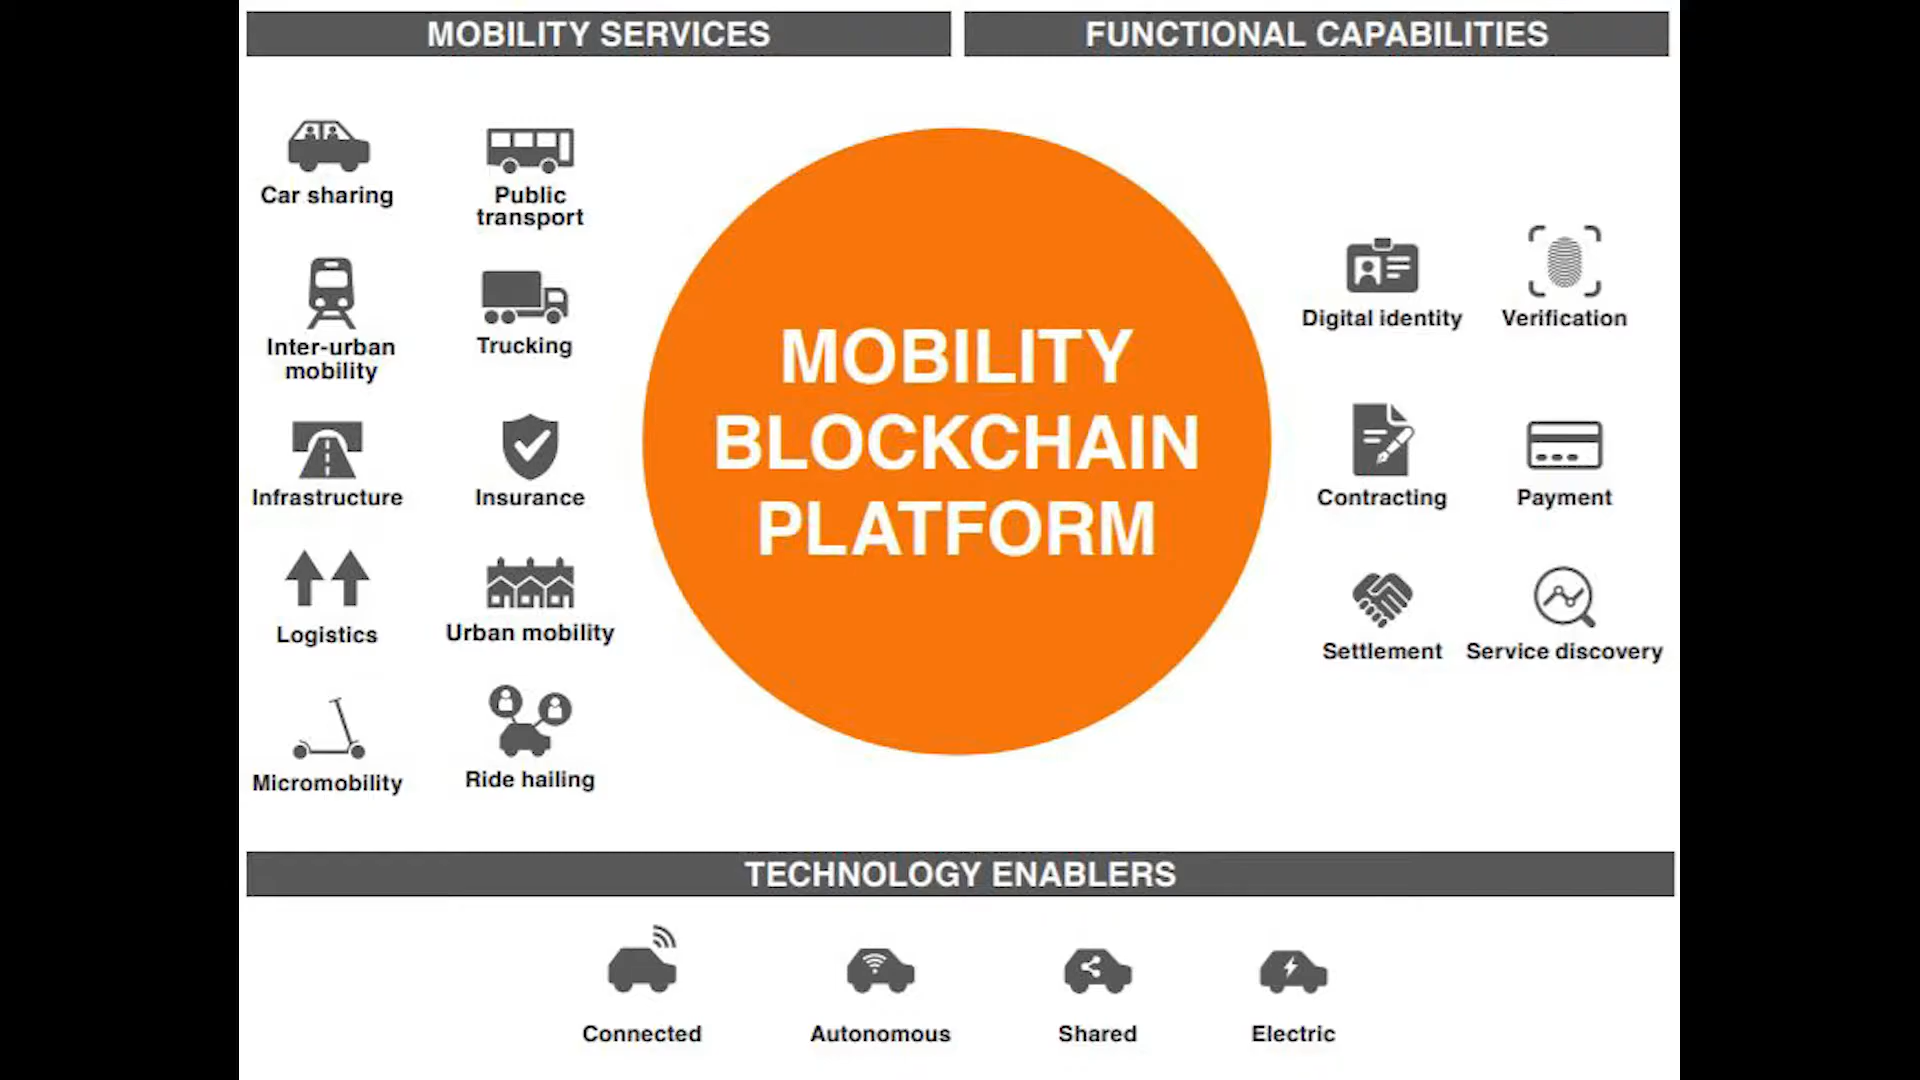 MOBILITY SERVICES
FUNCTIONAL CAPABILITIES
Car sharing
Public
transport
Inter-urban
mobility
Trucking
Infrastructure
Insurance
Logistics
Urban mobility
Micromobility
Ride hailing
MOBILITY
BLOCKCHAIN
PLATFORM
Digital identity
Verification
Contracting
Payment
Settlement
Service discovery
TECHNOLOGY ENABLERS
Connected
Autonomous
Shared
Electric